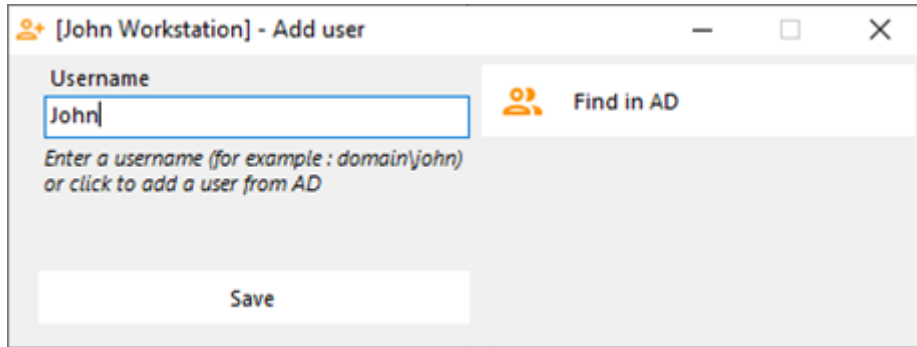 [John Workstation] - Add user
Username
John
Enter a username (for example : domain\john)
or click to add a user from AD
Find in AD
Save